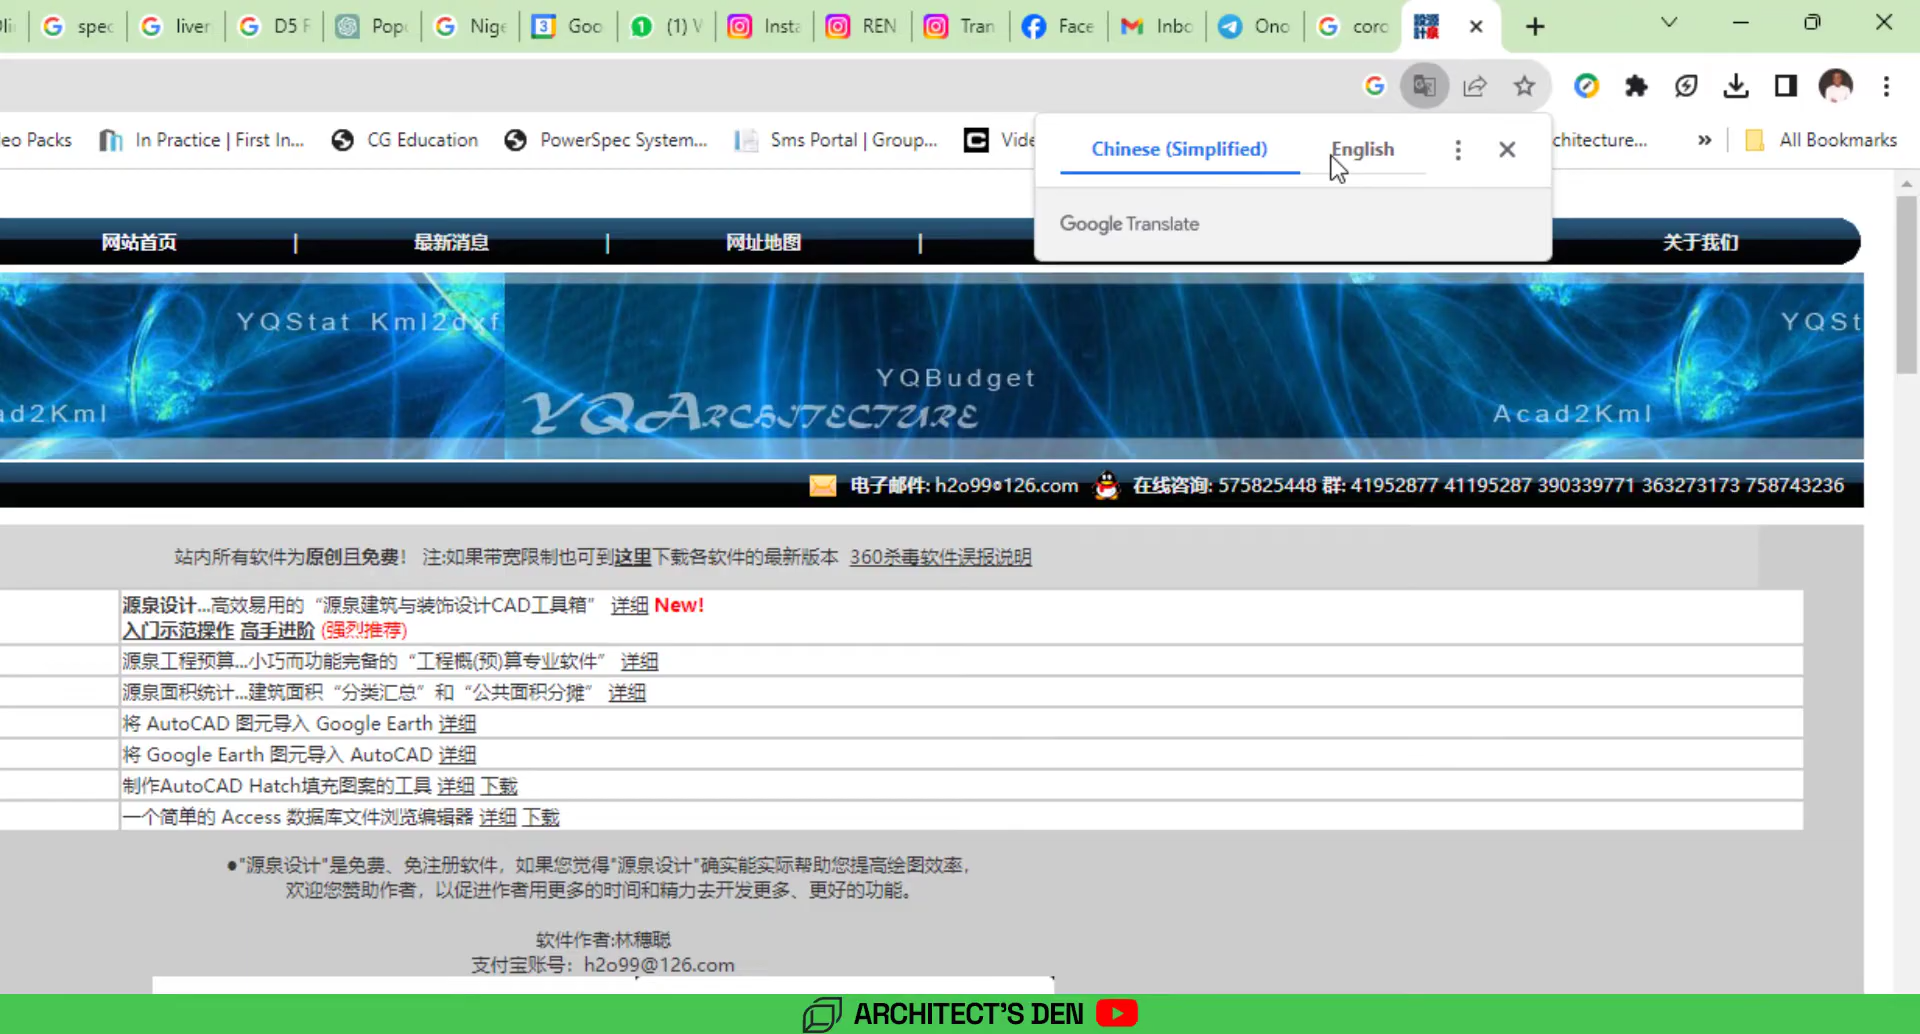 spec
liver
D5 F
Pop
Nige
3
Goo
1
(1) V
Insta
REN
Tran
Face
Inbo
Ono
coro
eo Packs
In Practice | First In...
CG Education
PowerSpec System...
Sms Portal | Group...
chitecture...
»
All Bookmarks
Chinese (Simplified)
English
Google Translate
网站首页 | 最新消息 | 网址地图 | 关于我们
YQStat Kml2dxf
YQSt
YQBudget
YQArchitecture
ad2Kml
Acad2Kml
电子邮件: h2o99@126.com 在线咨询: 575825448 群: 41952877 41195287 390339771 363273173 758743236
站内所有软件为原创且免费! 注:如果带宽限制也可到这里下载各软件的最新版本 360杀毒软件误报说明
源泉设计...高效易用的“源泉建筑与装饰设计CAD工具箱” 详细 New!
入门示范操作 高手进阶 (强烈推荐)
源泉工程预算...小巧而功能完备的“工程概(预)算专业软件” 详细
源泉面积统计...建筑面积“分类汇总”和“公共面积分摊” 详细
将 AutoCAD 图元导入 Google Earth 详细
将 Google Earth 图元导入 AutoCAD 详细
制作AutoCAD Hatch填充图案的工具 详细 下载
一个简单的 Access 数据库文件浏览编辑器 详细 下载
●"源泉设计"是免费、免注册软件，如果您觉得"源泉设计"确实能实际帮助您提高绘图效率，
欢迎您赞助作者，以促进作者用更多的时间和精力去开发更多、更好的功能。
软件作者:林穗聪
支付宝账号：h2o99@126.com
ARCHITECT'S DEN